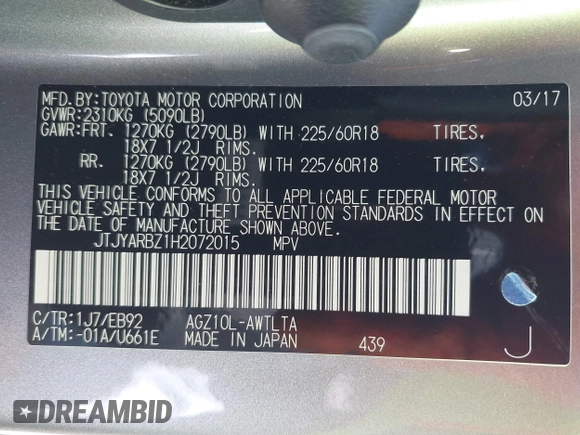 MFD.BY:TOYOTA MOTOR CORPORATION 03/17
GVWR:2310KG (5090LB)
GAWR:FRT. 1270KG (2790LB) WITH 225/60R18 TIRES,
18X7 1/2J RIMS.
RR. 1270KG (2790LB) WITH 225/60R18 TIRES,
18X7 1/2J RIMS.
THIS VEHICLE CONFORMS TO ALL APPLICABLE FEDERAL MOTOR
VEHICLE SAFETY AND THEFT PREVENTION STANDARDS IN EFFECT ON
THE DATE OF MANUFACTURE SHOWN ABOVE.
JTJYARBZ1H2072015 MPV
C/TR:1J7/EB92 AGZ10L-AWTLTA
A/TM:-01A/U661E MADE IN JAPAN 439 J
DREAMBID